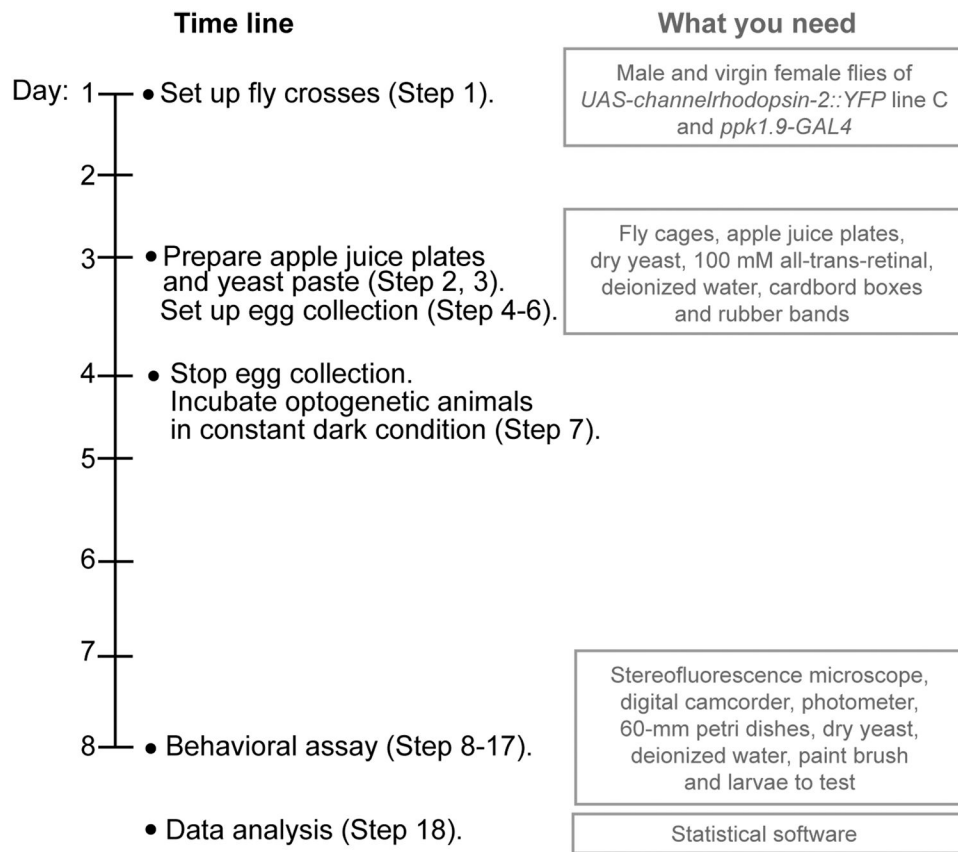 Time line
What you need
Day: 1
Set up fly crosses (Step 1).
Male and virgin female flies of
UAS-channelrhodopsin-2::YFP line C
and ppk1.9-GAL4
2
3
Prepare apple juice plates
and yeast paste (Step 2, 3).
Set up egg collection (Step 4-6).
Fly cages, apple juice plates,
dry yeast, 100 mM all-trans-retinal,
deionized water, cardbord boxes
and rubber bands
4
Stop egg collection.
Incubate optogenetic animals
in constant dark condition (Step 7).
5
6
7
8
Behavioral assay (Step 8-17).
Stereofluorescence microscope,
digital camcorder, photometer,
60-mm petri dishes, dry yeast,
deionized water, paint brush
and larvae to test
Data analysis (Step 18).
Statistical software